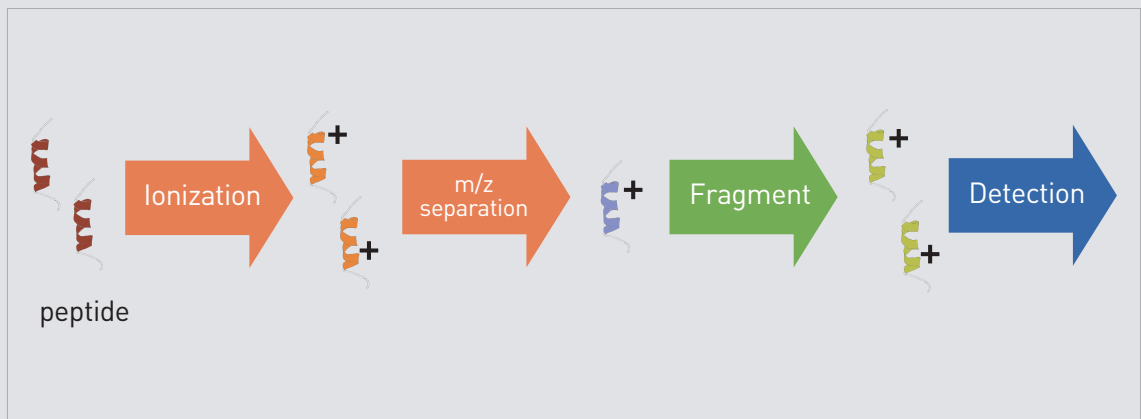 peptide
Ionization
+
+
m/z
separation
+
Fragment
+
+
Detection